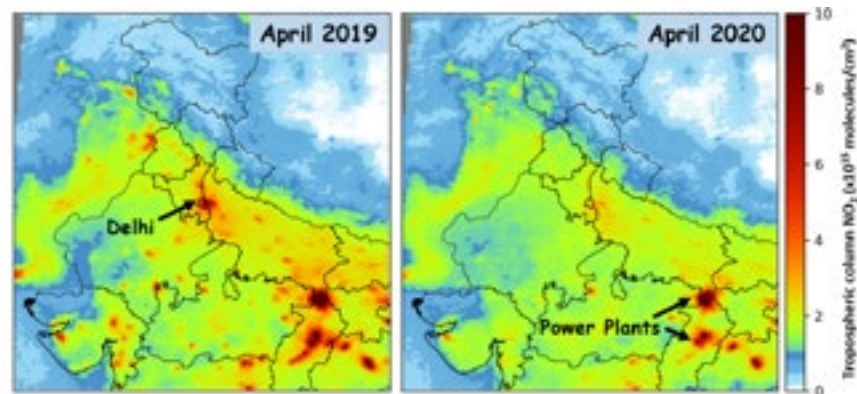 April 2019
April 2020
Delhi
Power Plants
10
8
6
4
2
0
Tropospheric column NO₂ (x10¹⁵ molecules/cm²)